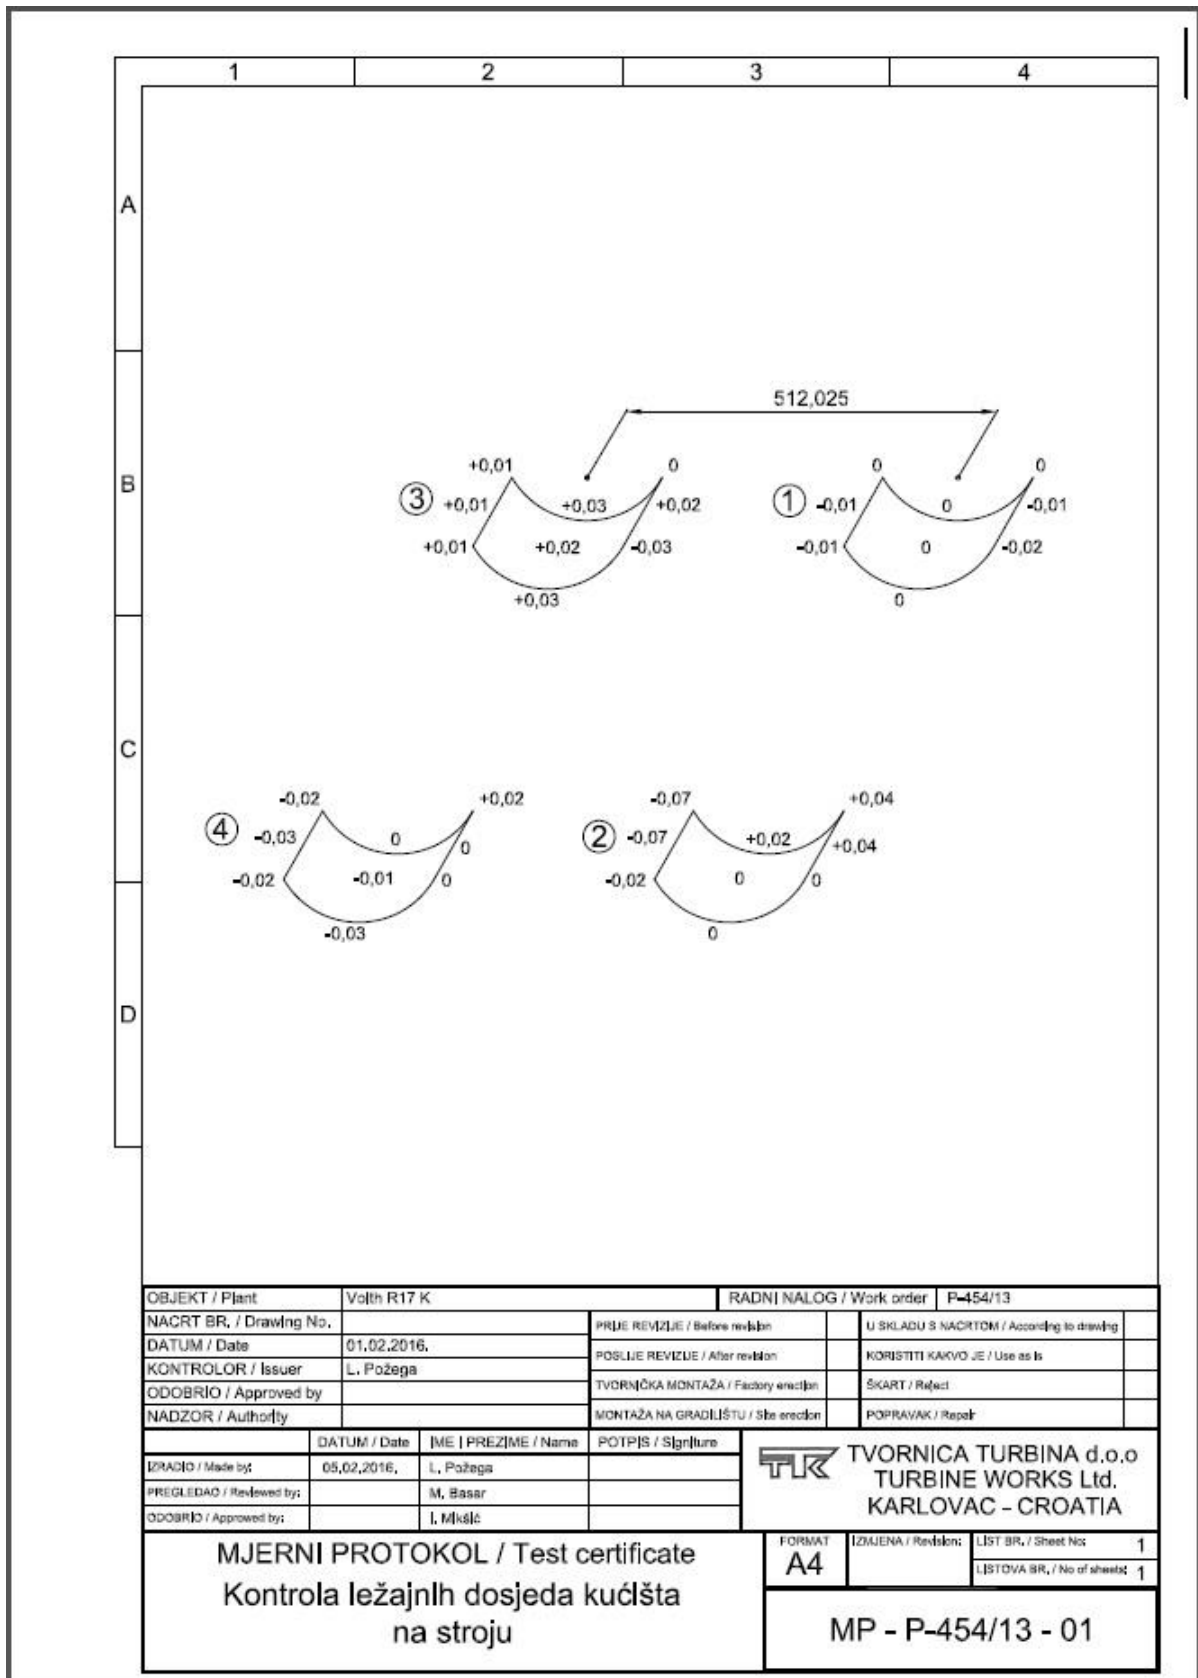 1 2 3 4
A
B
C
D
512,025
+0,01 0 0 0
3 +0,01 +0,03 +0,02 1 -0,01 0 -0,01
+0,01 +0,02 -0,03 -0,01 0 -0,02
+0,03 0
-0,02 +0,02 -0,07 +0,04
4 -0,03 0 0 2 -0,07 +0,02 +0,04
-0,02 -0,01 0 -0,02 0 0
-0,03 0
OBJEKT / Plant Voith R17 K RADNI NALOG / Work order P-454/13
NACRT BR. / Drawing No.
DATUM / Date 01.02.2016.
KONTROLOR / Issuer L. Požega
ODOBRIO / Approved by
NADZOR / Authority
PRIJE REVIZIJE / Before revision U SKLADU S NACRTOM / According to drawing
POSLIJE REVIZIJE / After revision KORISTITI KAKVO JE / Use as is
TVORNIČKA MONTAŽA / Factory erection ŠKART / Reject
MONTAŽA NA GRADILIŠTU / Site erection POPRAVAK / Repair
DATUM / Date IME I PREZIME / Name POTPIS / Signiture
IZRADIO / Made by: 05.02.2016. L. Požega
PREGLEDAO / Reviewed by: M. Basar
ODOBRIO / Approved by: I. Mikšić
TK TVORNICA TURBINA d.o.o
TURBINE WORKS Ltd.
KARLOVAC - CROATIA
MJERNI PROTOKOL / Test certificate
Kontrola ležajnih dosjeda kućišta
na stroju
FORMAT
A4
IZMJENA / Revision:
LIST BR. / Sheet No: 1
LISTOVA BR. / No of sheets: 1
MP - P-454/13 - 01